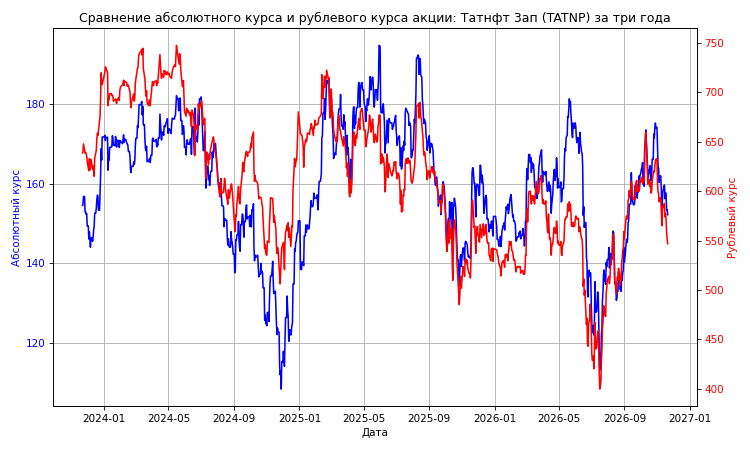 Сравнение абсолютного курса и рублевого курса акции: Татнфт 3ап (TATNP) за три года
Абсолютный курс
180
160
140
120
750
700
650
600
550
500
450
400
Рублевый курс
2024-01 2024-05 2024-09 2025-01 2025-05 2025-09 2026-01 2026-05 2026-09 2027-01
Дата